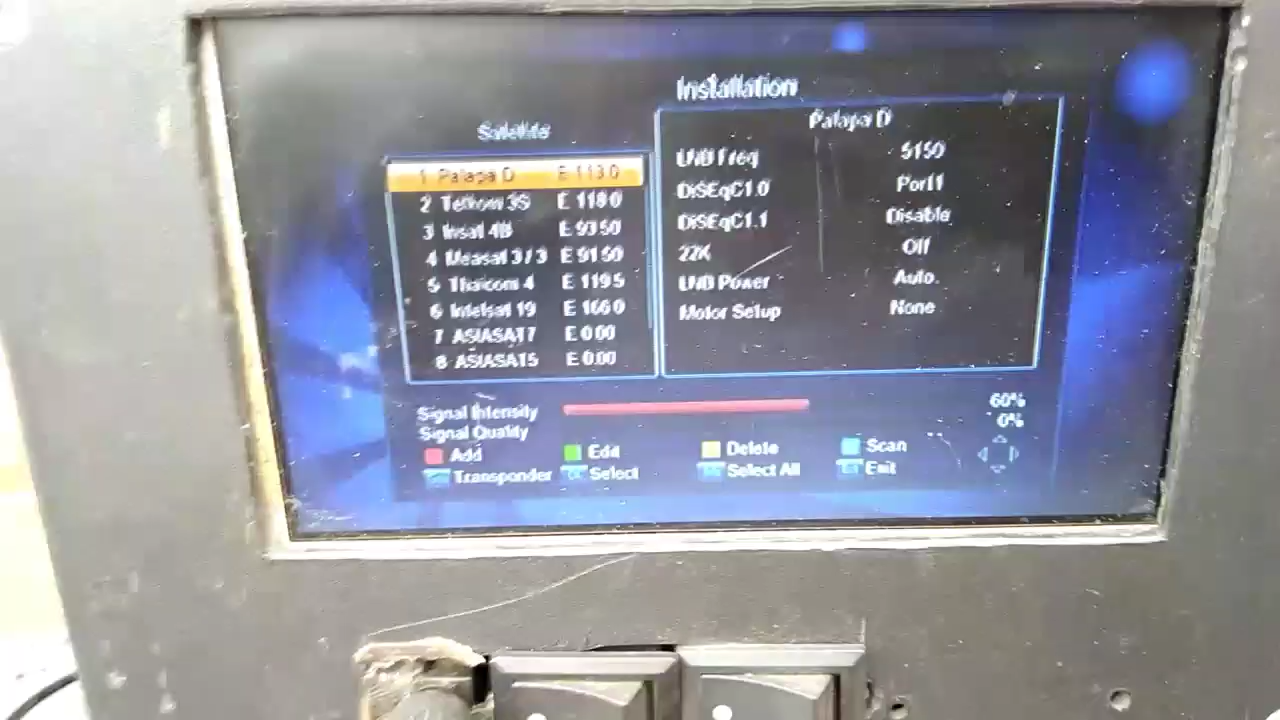 Installation
Satellite
1 Palapa D E 113.0
2 Telkom 3S E 118.0
3 Insat 4B E 93.50
4 Measat 3 / 3 E 91.50
5 Thaicom 4 E 119.5
6 Intelsat 19 E 166.0
7 ASIASAT7 E 0.00
8 ASIASAT5 E 0.00
Palapa D
LNB Freq 5150
DiSEqC1.0 Port1
DiSEqC1.1 Disable
22K Off
LNB Power Auto.
Motor Setup None
Signal Intensity 60%
Signal Quality 0%
Add Edit Delete Scan
Transponder Select Select All Exit